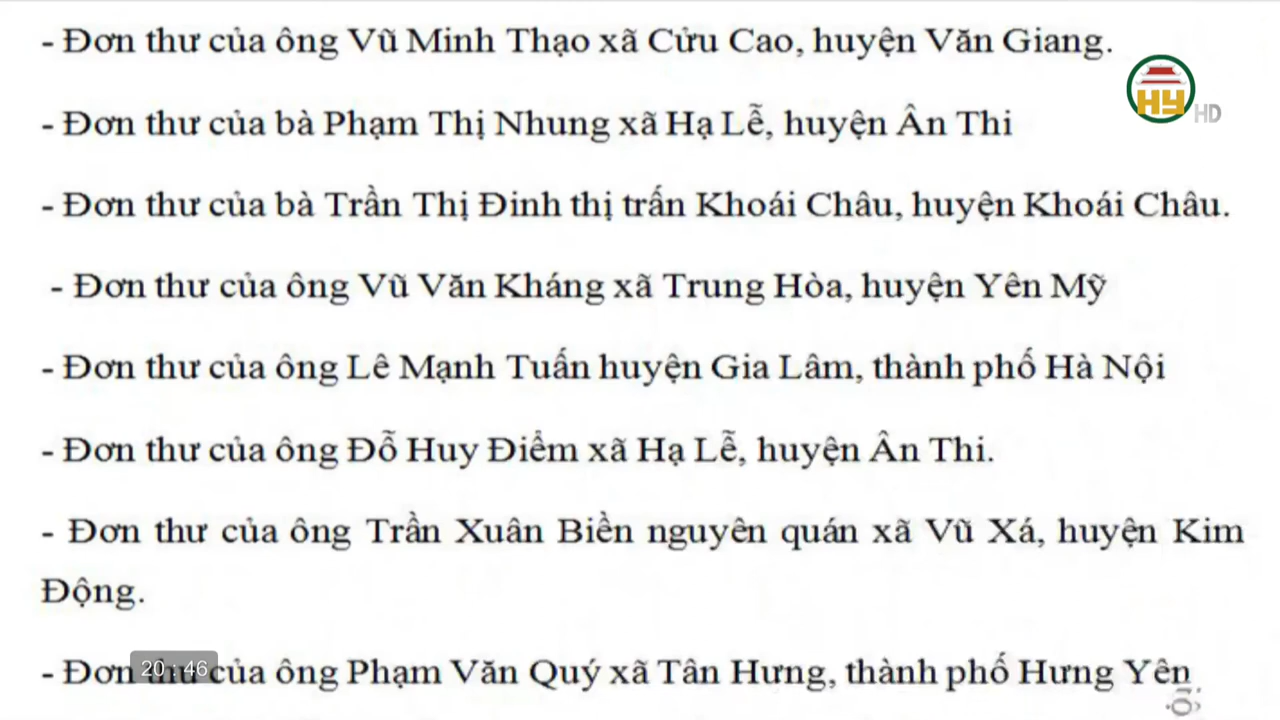 - Đơn thư của ông Vũ Minh Thạo xã Cửu Cao, huyện Văn Giang.
HY HD
- Đơn thư của bà Phạm Thị Nhung xã Hạ Lễ, huyện Ân Thi
- Đơn thư của bà Trần Thị Đinh thị trấn Khoái Châu, huyện Khoái Châu.
- Đơn thư của ông Vũ Văn Kháng xã Trung Hòa, huyện Yên Mỹ
- Đơn thư của ông Lê Mạnh Tuấn huyện Gia Lâm, thành phố Hà Nội
- Đơn thư của ông Đỗ Huy Điểm xã Hạ Lễ, huyện Ân Thi.
- Đơn thư của ông Trần Xuân Biền nguyên quán xã Vũ Xá, huyện Kim
Động.
- Đơn thư của ông Phạm Văn Quý xã Tân Hưng, thành phố Hưng Yên
20 : 46